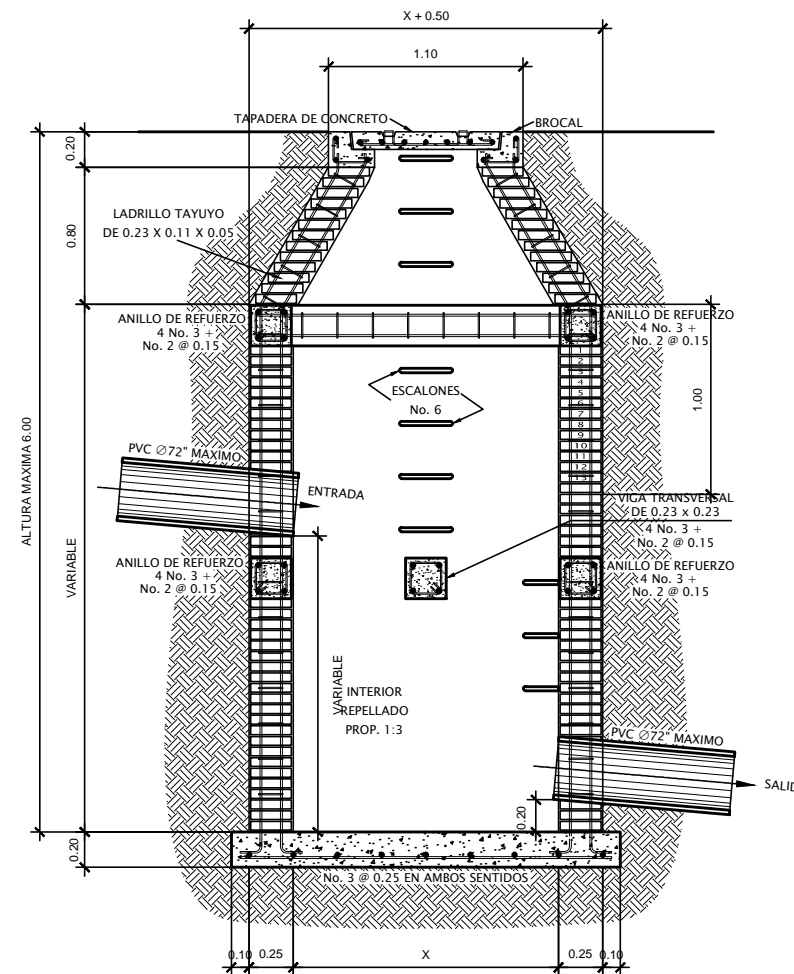 X + 0.50
1.10
TAPADERA DE CONCRETO
BROCAL
0.20
LADRILLO TAYUYO
DE 0.23 X 0.11 X 0.05
0.80
ANILLO DE REFUERZO
4 No. 3 +
No. 2 @ 0.15
ANILLO DE REFUERZO
4 No. 3 +
No. 2 @ 0.15
1
2
3
4
5
6
7
8
9
10
11
12
13
1.00
ESCALONES
No. 6
ALTURA MAXIMA 6.00
VARIABLE
PVC Ø72" MAXIMO
ENTRADA
VIGA TRANSVERSAL
DE 0.23 x 0.23
4 No. 3 +
No. 2 @ 0.15
ANILLO DE REFUERZO
4 No. 3 +
No. 2 @ 0.15
ANILLO DE REFUERZO
4 No. 3 +
No. 2 @ 0.15
VARIABLE
INTERIOR
REPELLADO
PROP. 1:3
PVC Ø72" MAXIMO
SALID
0.20
0.20
No. 3 @ 0.25 EN AMBOS SENTIDOS
0.10
0.25
X
0.25
0.10